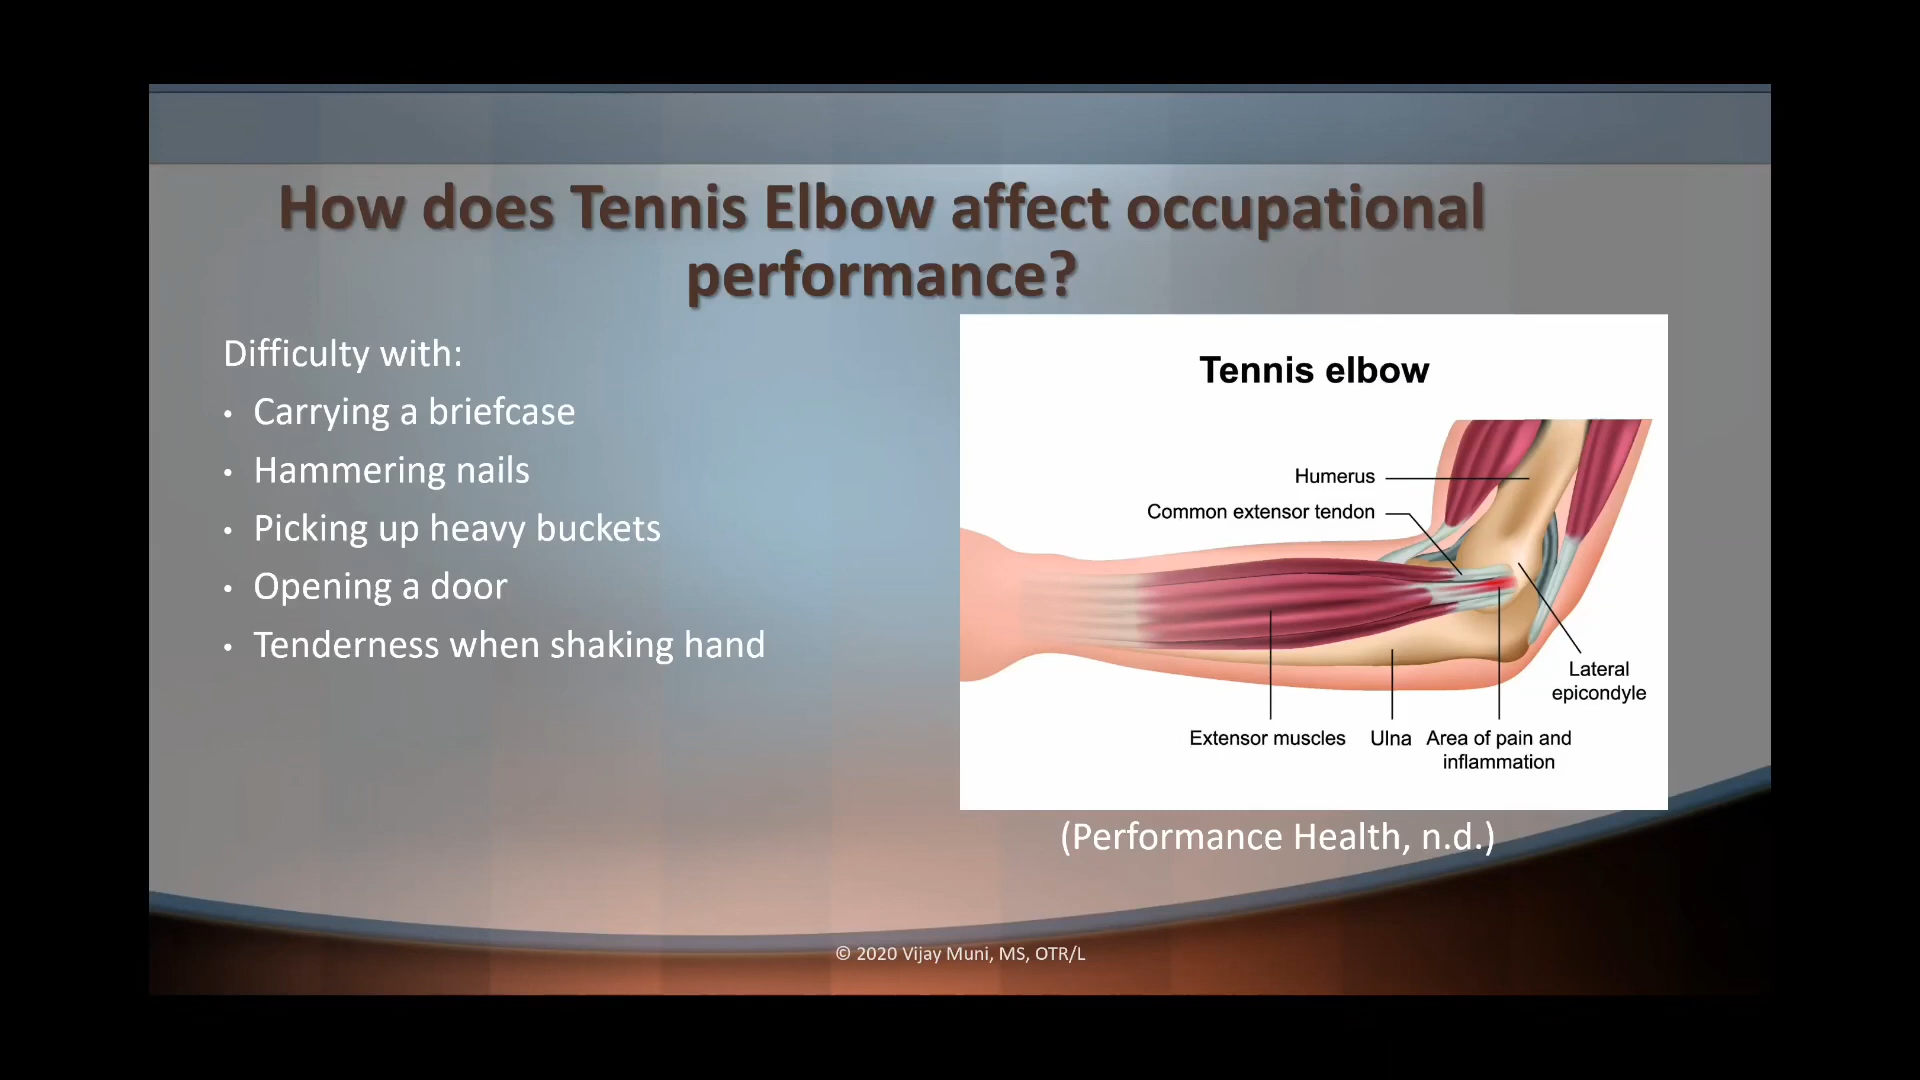 How does Tennis Elbow affect occupational
performance?
Difficulty with:
• Carrying a briefcase
• Hammering nails
• Picking up heavy buckets
• Opening a door
• Tenderness when shaking hand
Tennis elbow
Humerus
Common extensor tendon
Lateral
epicondyle
Extensor muscles
Ulna
Area of pain and
inflammation
(Performance Health, n.d.)
© 2020 Vijay Muni, MS, OTR/L